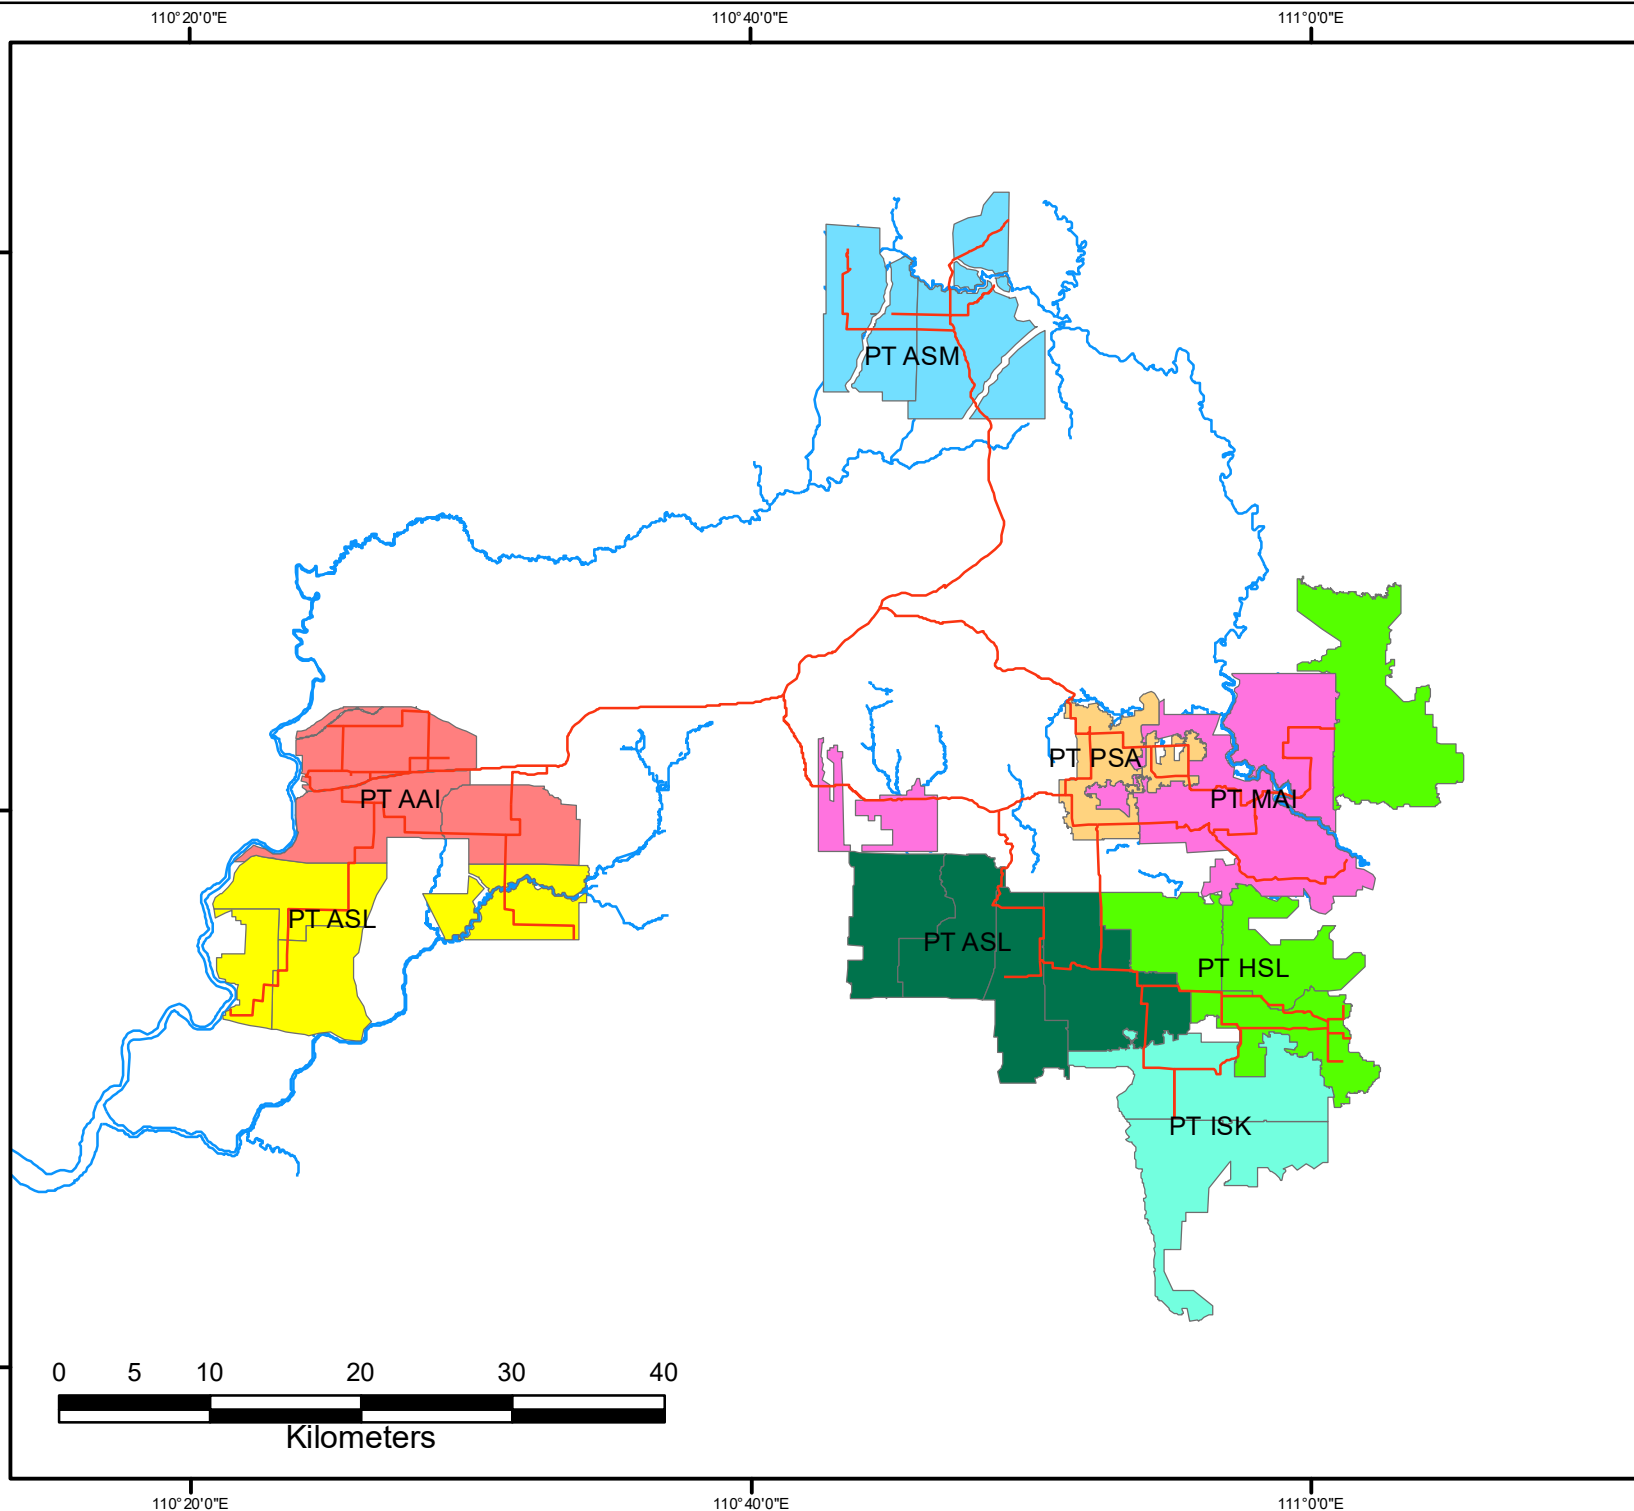 110°20'0"E 110°40'0"E 111°0'0"E
PT ASM
PT PSA
PT AAI
PT MAI
PT ASL
PT ASL
PT HSL
PT ISK
0 5 10 20 30 40
Kilometers
110°20'0"E 110°40'0"E 111°0'0"E